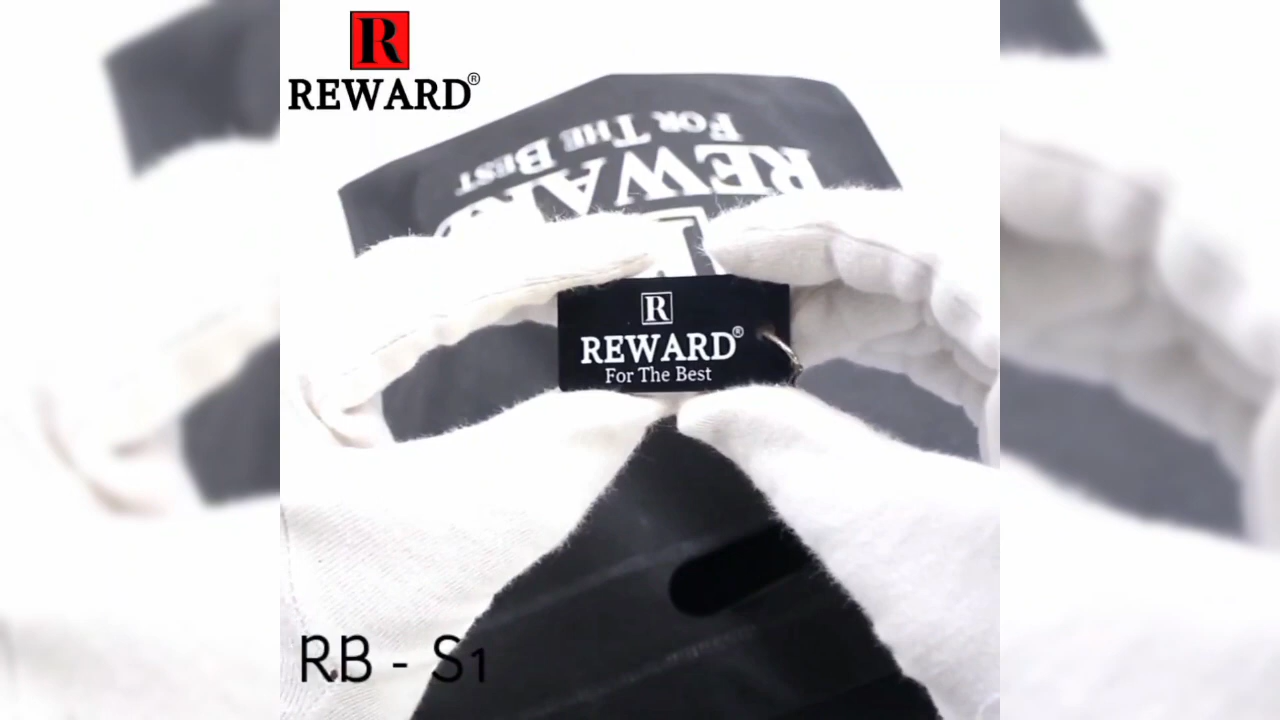 R
REWARD®
FOR THE BEST
REWARD
R
REWARD®
For The Best
RB - S1